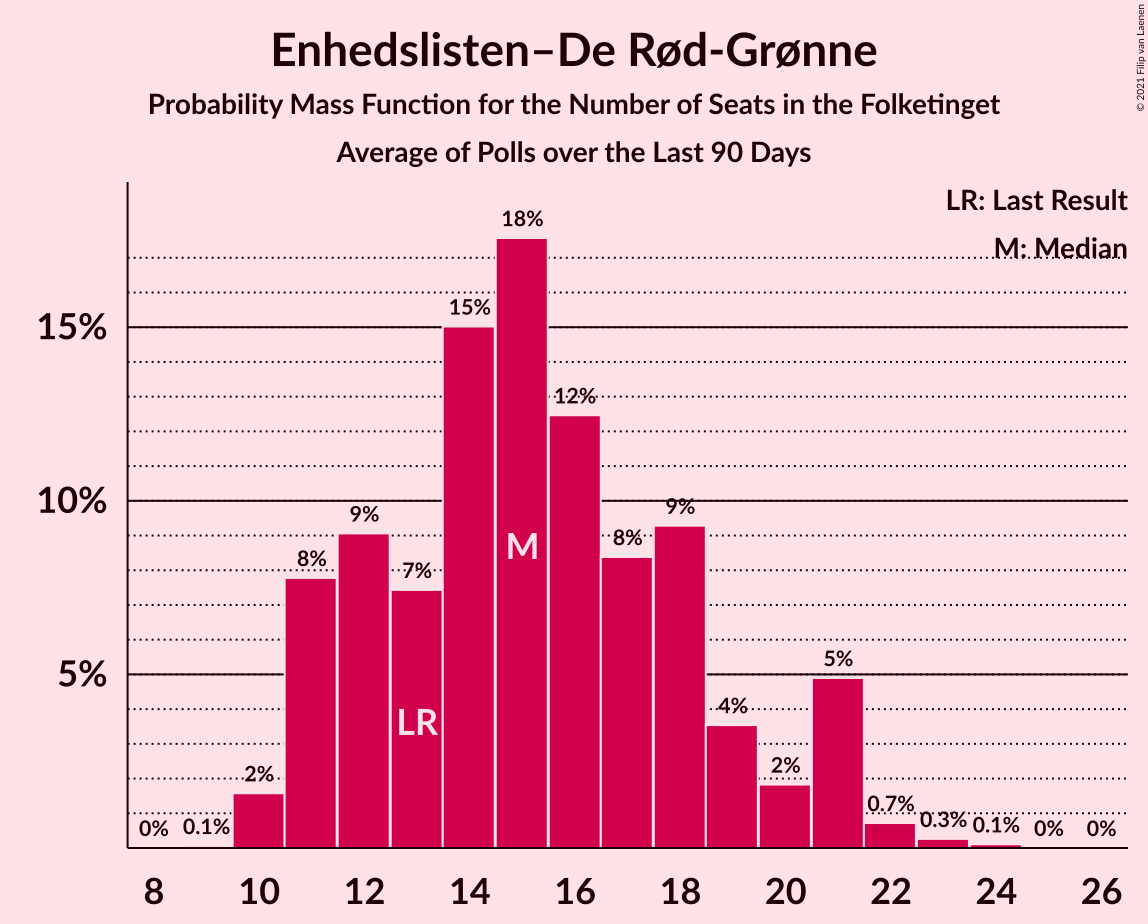 Enhedslisten–De Rød-Grønne
Probability Mass Function for the Number of Seats in the Folketinget
Average of Polls over the Last 90 Days
© 2021 Filip van Laenen
LR: Last Result
M: Median
18%
15%
15%
12%
10%
9%
9%
8%
8%
7%
M
5%
5%
LR
4%
2%
2%
0%
0.1%
0.7%
0.3%
0.1%
0%
0%
8 10 12 14 16 18 20 22 24 26